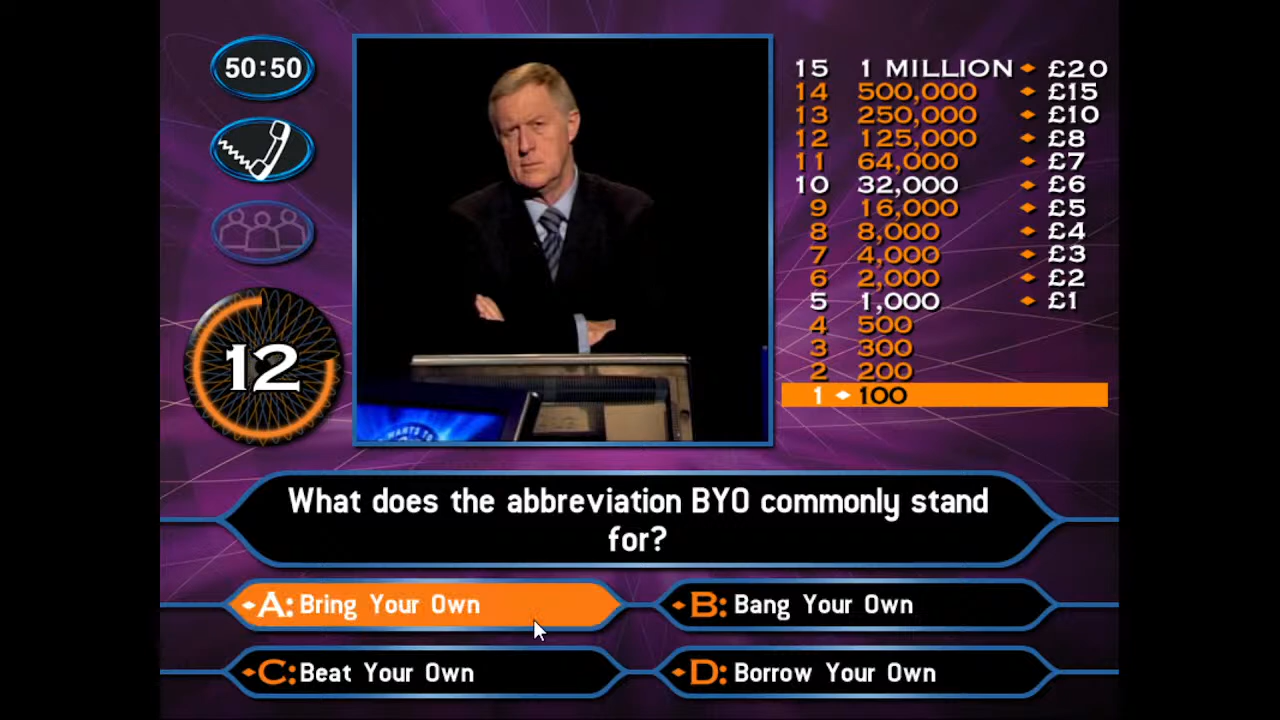 50:50
12
15 1 MILLION £20
14 500,000 £15
13 250,000 £10
12 125,000 £8
11 64,000 £7
10 32,000 £6
9 16,000 £5
8 8,000 £4
7 4,000 £3
6 2,000 £2
5 1,000 £1
4 500
3 300
2 200
1 100
WANTS TO
What does the abbreviation BYO commonly stand
for?
A: Bring Your Own
B: Bang Your Own
C: Beat Your Own
D: Borrow Your Own